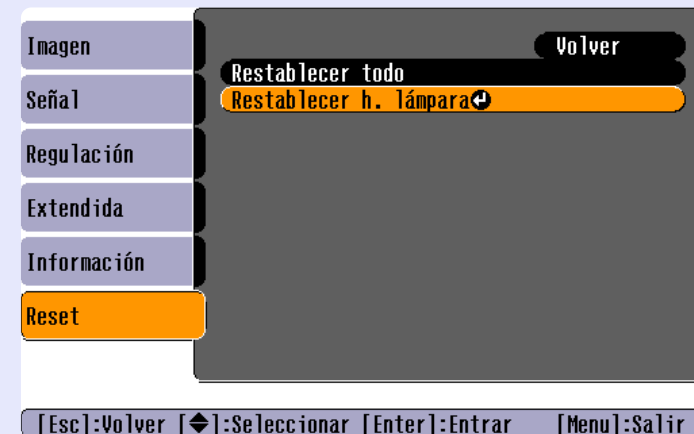 Imagen
Señal
Regulación
Extendida
Información
Reset
Volver
Restablecer todo
Restablecer h. lámpara
[Esc]:Volver [◆]:Seleccionar [Enter]:Entrar [Menu]:Salir